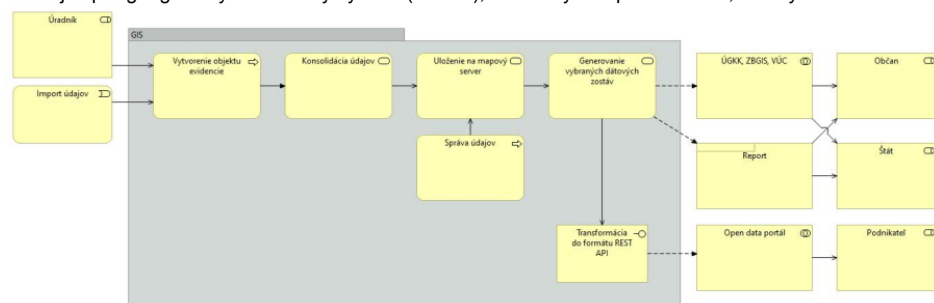 Úradník
GIS
Vytvorenie objektu
evidencie
Konsolidácia údajov
Uloženie na mapový
server
Generovanie
vybraných dátových
zostáv
ÚGKK, ZBGIS, VÚC
Občan
Import údajov
Správa údajov
Report
Štát
Transformácia
do formátu REST
API
Open data portál
Podnikateľ